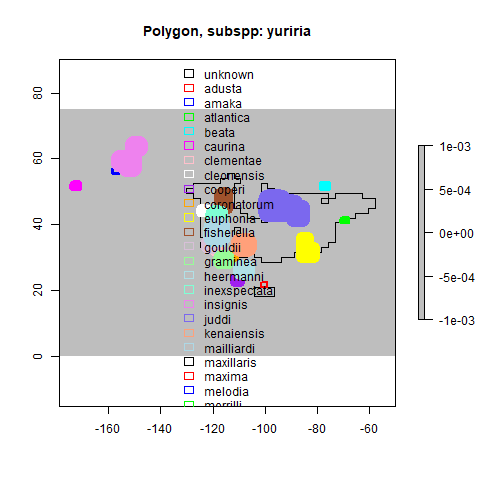 Polygon, subspp: yuriria
unknown
adusta
amaka
atlantica
beata
caurina
clementae
cleonensis
cooperi
coronatorum
euphonia
fisherella
gouldii
graminea
heermanni
inexspectata
insignis
juddi
kenaiensis
mailliardi
maxillaris
maxima
melodia
merrilli
80
60
40
20
0
-160
-140
-120
-100
-80
-60
1e-03
5e-04
0e+00
-5e-04
-1e-03